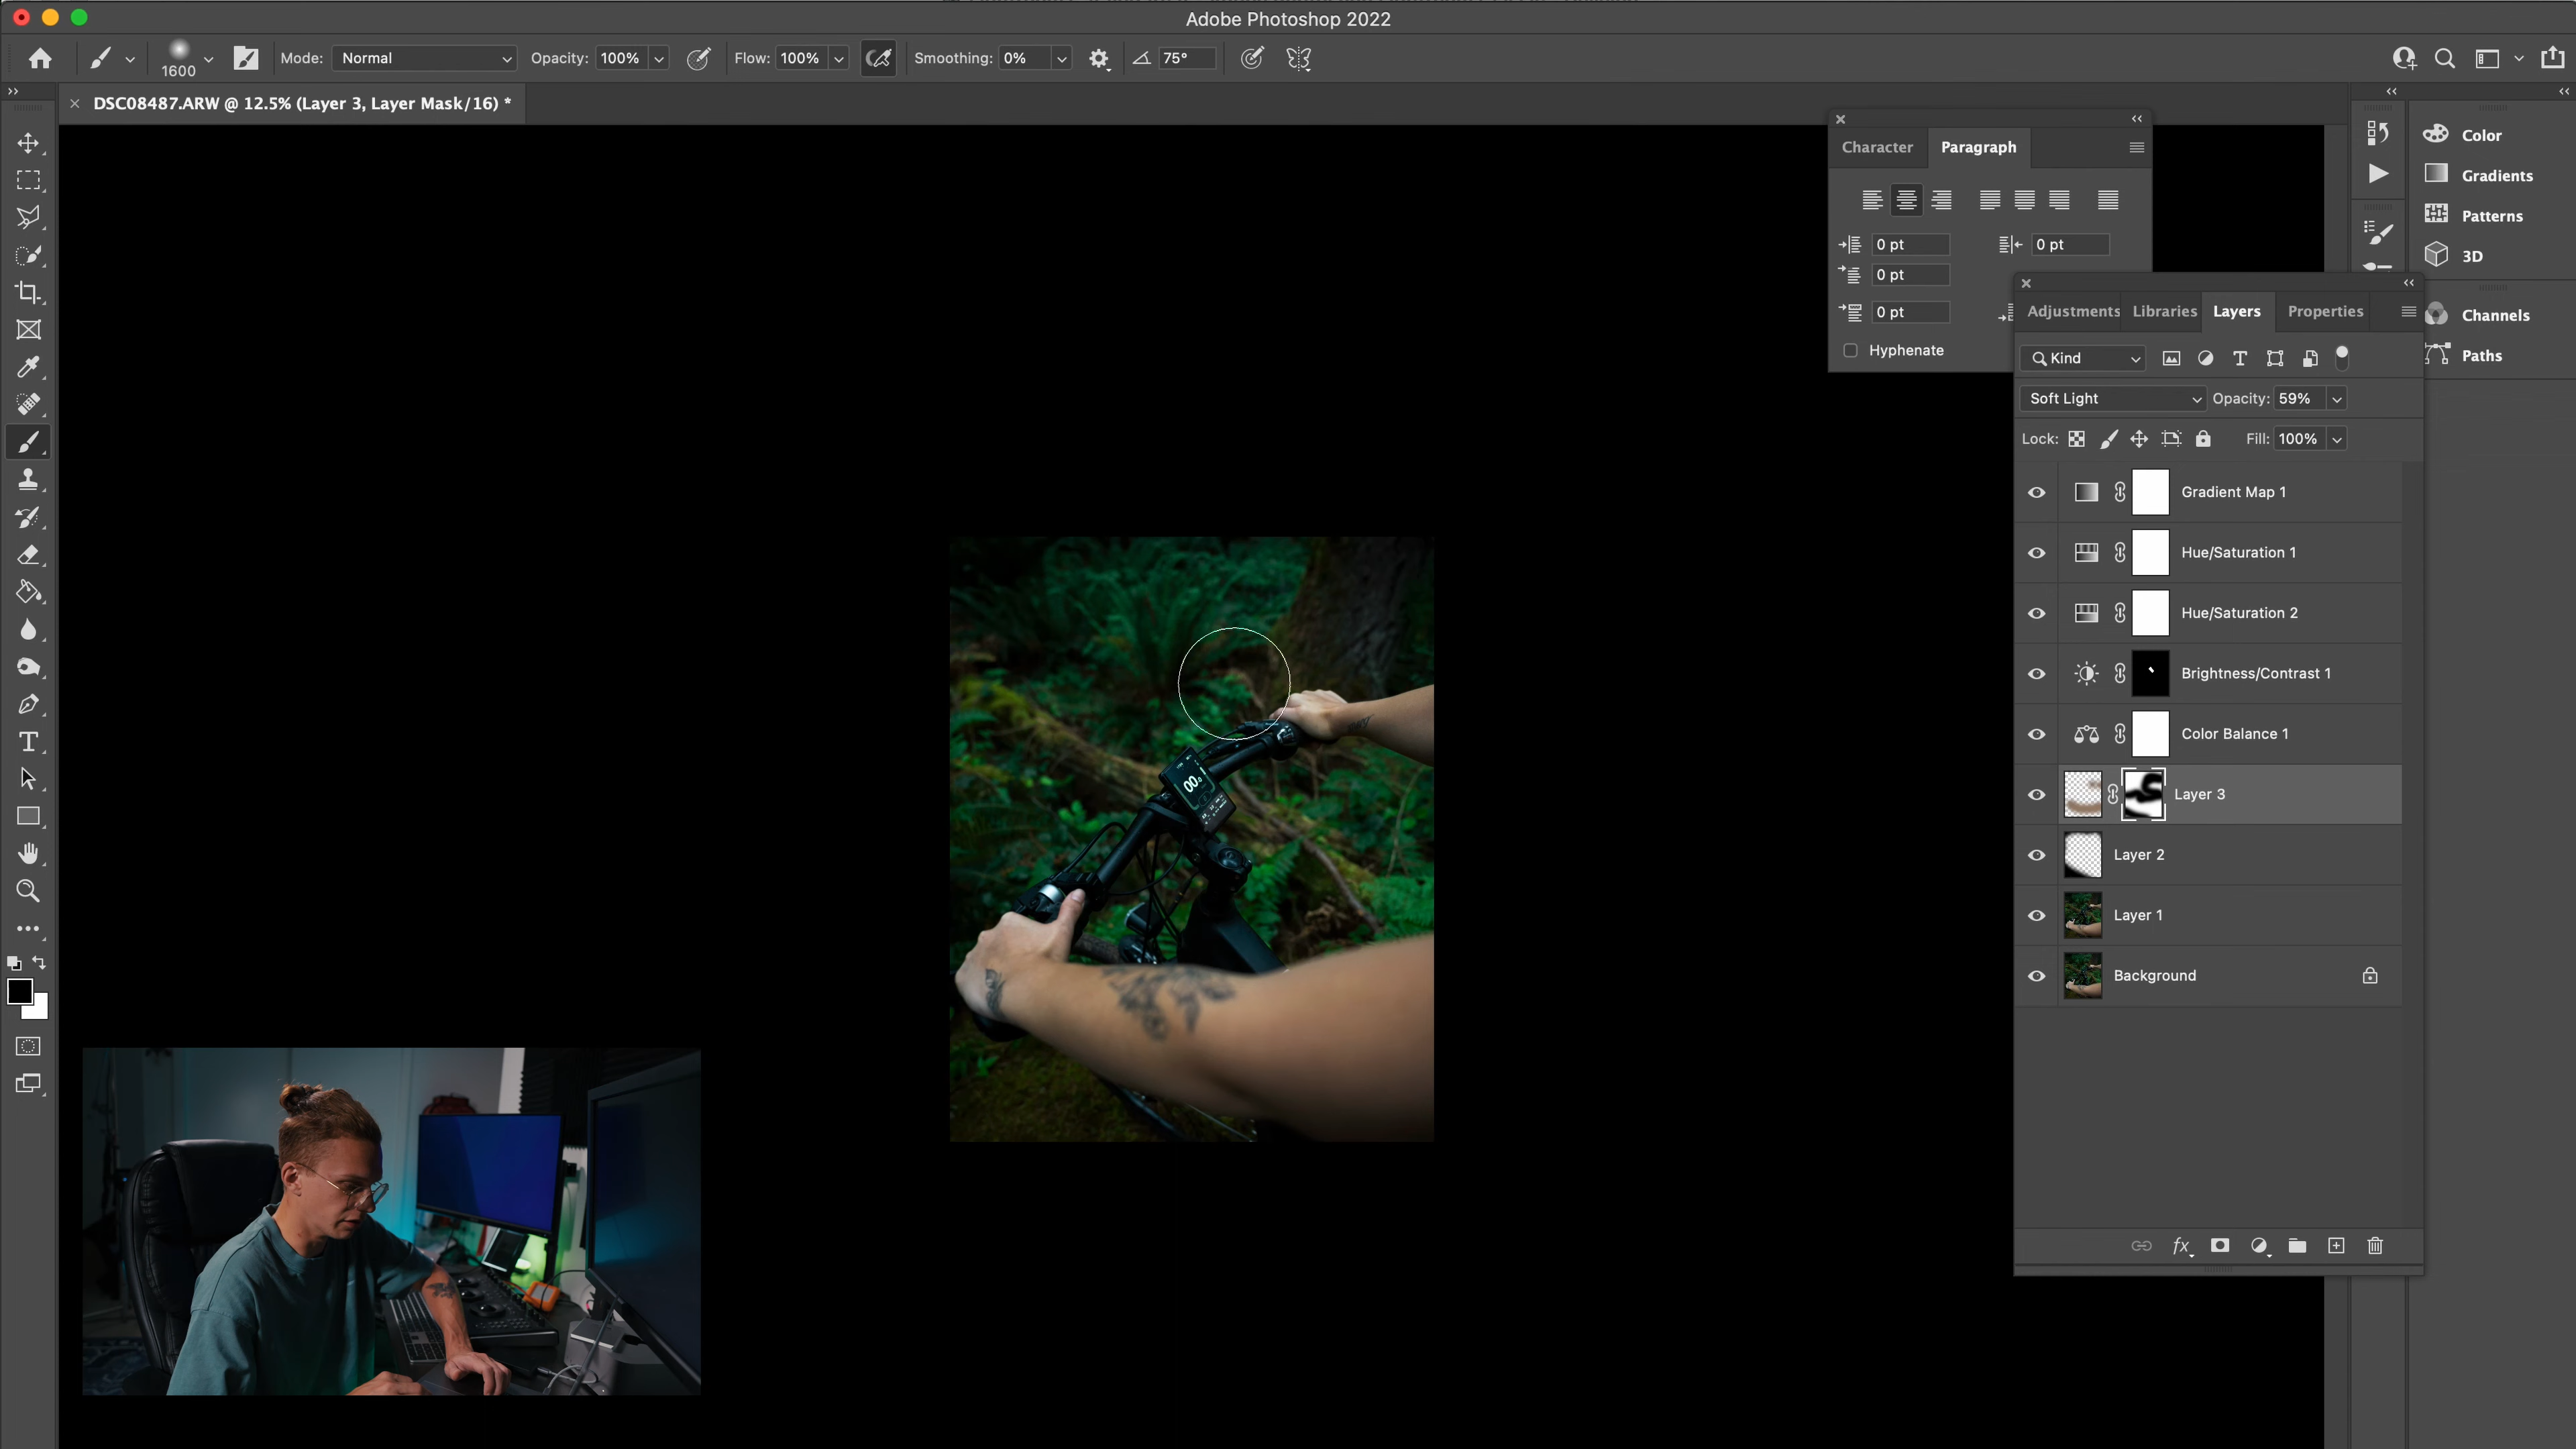 Adobe Photoshop 2022
1600
Mode: Normal
Opacity: 100%
Flow: 100%
Smoothing: 0%
75°
DSC08487.ARW @ 12.5% (Layer 3, Layer Mask/16) *
Character
Paragraph
0 pt
0 pt
0 pt
0 pt
Hyphenate
Color
Gradients
Patterns
3D
Channels
Paths
Adjustments
Libraries
Layers
Properties
Kind
Soft Light
Opacity: 59%
Lock:
Fill: 100%
Gradient Map 1
Hue/Saturation 1
Hue/Saturation 2
Brightness/Contrast 1
Color Balance 1
Layer 3
Layer 2
Layer 1
Background
fx